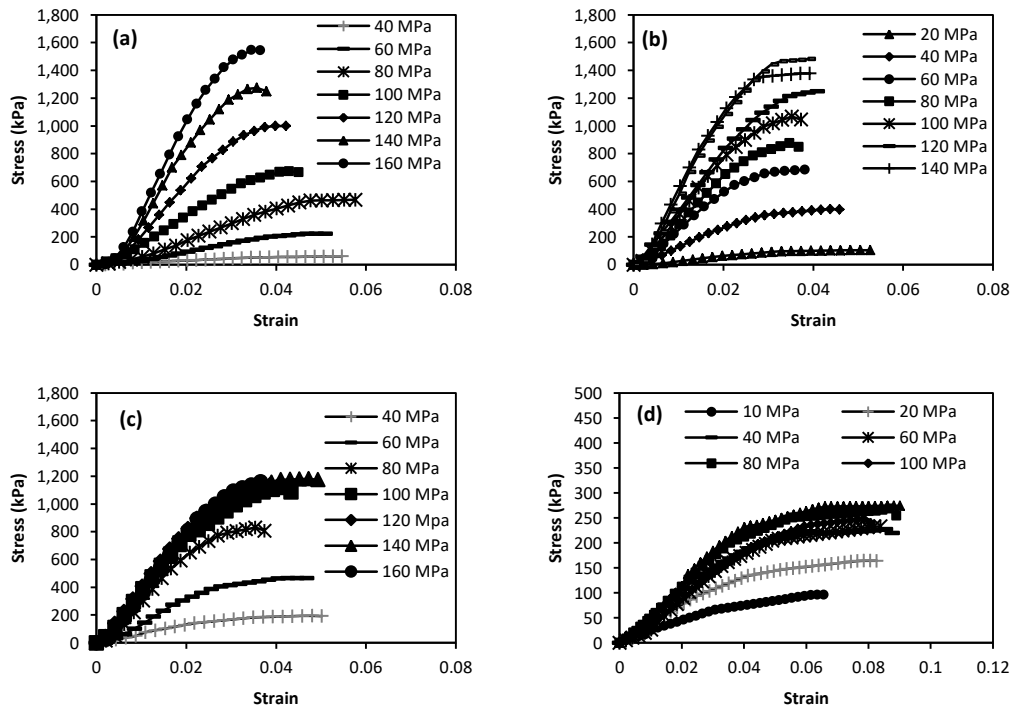 (a)
Stress (kPa)
1,800
1,600
1,400
1,200
1,000
800
600
400
200
0
0 0.02 0.04 0.06 0.08
Strain
40 MPa
60 MPa
80 MPa
100 MPa
120 MPa
140 MPa
160 MPa
(b)
Stress (kPa)
1,800
1,600
1,400
1,200
1,000
800
600
400
200
0
0 0.02 0.04 0.06 0.08
Strain
20 MPa
40 MPa
60 MPa
80 MPa
100 MPa
120 MPa
140 MPa
(c)
Stress (kPa)
1,800
1,600
1,400
1,200
1,000
800
600
400
200
0
0 0.02 0.04 0.06 0.08
Strain
40 MPa
60 MPa
80 MPa
100 MPa
120 Mpa
140 MPa
160 MPa
(d)
Stress (kPa)
500
450
400
350
300
250
200
150
100
50
0
0 0.02 0.04 0.06 0.08 0.1 0.12
Strain
10 MPa 20 MPa
40 MPa 60 MPa
80 MPa 100 MPa